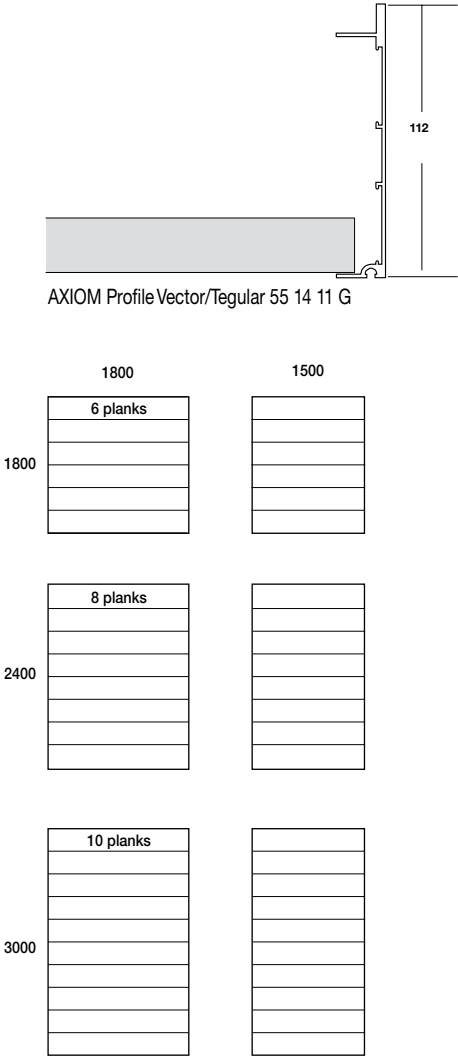 112
AXIOM Profile Vector/Tegular 55 14 11 G
1800 1500
6 planks
1800
8 planks
2400
10 planks
3000